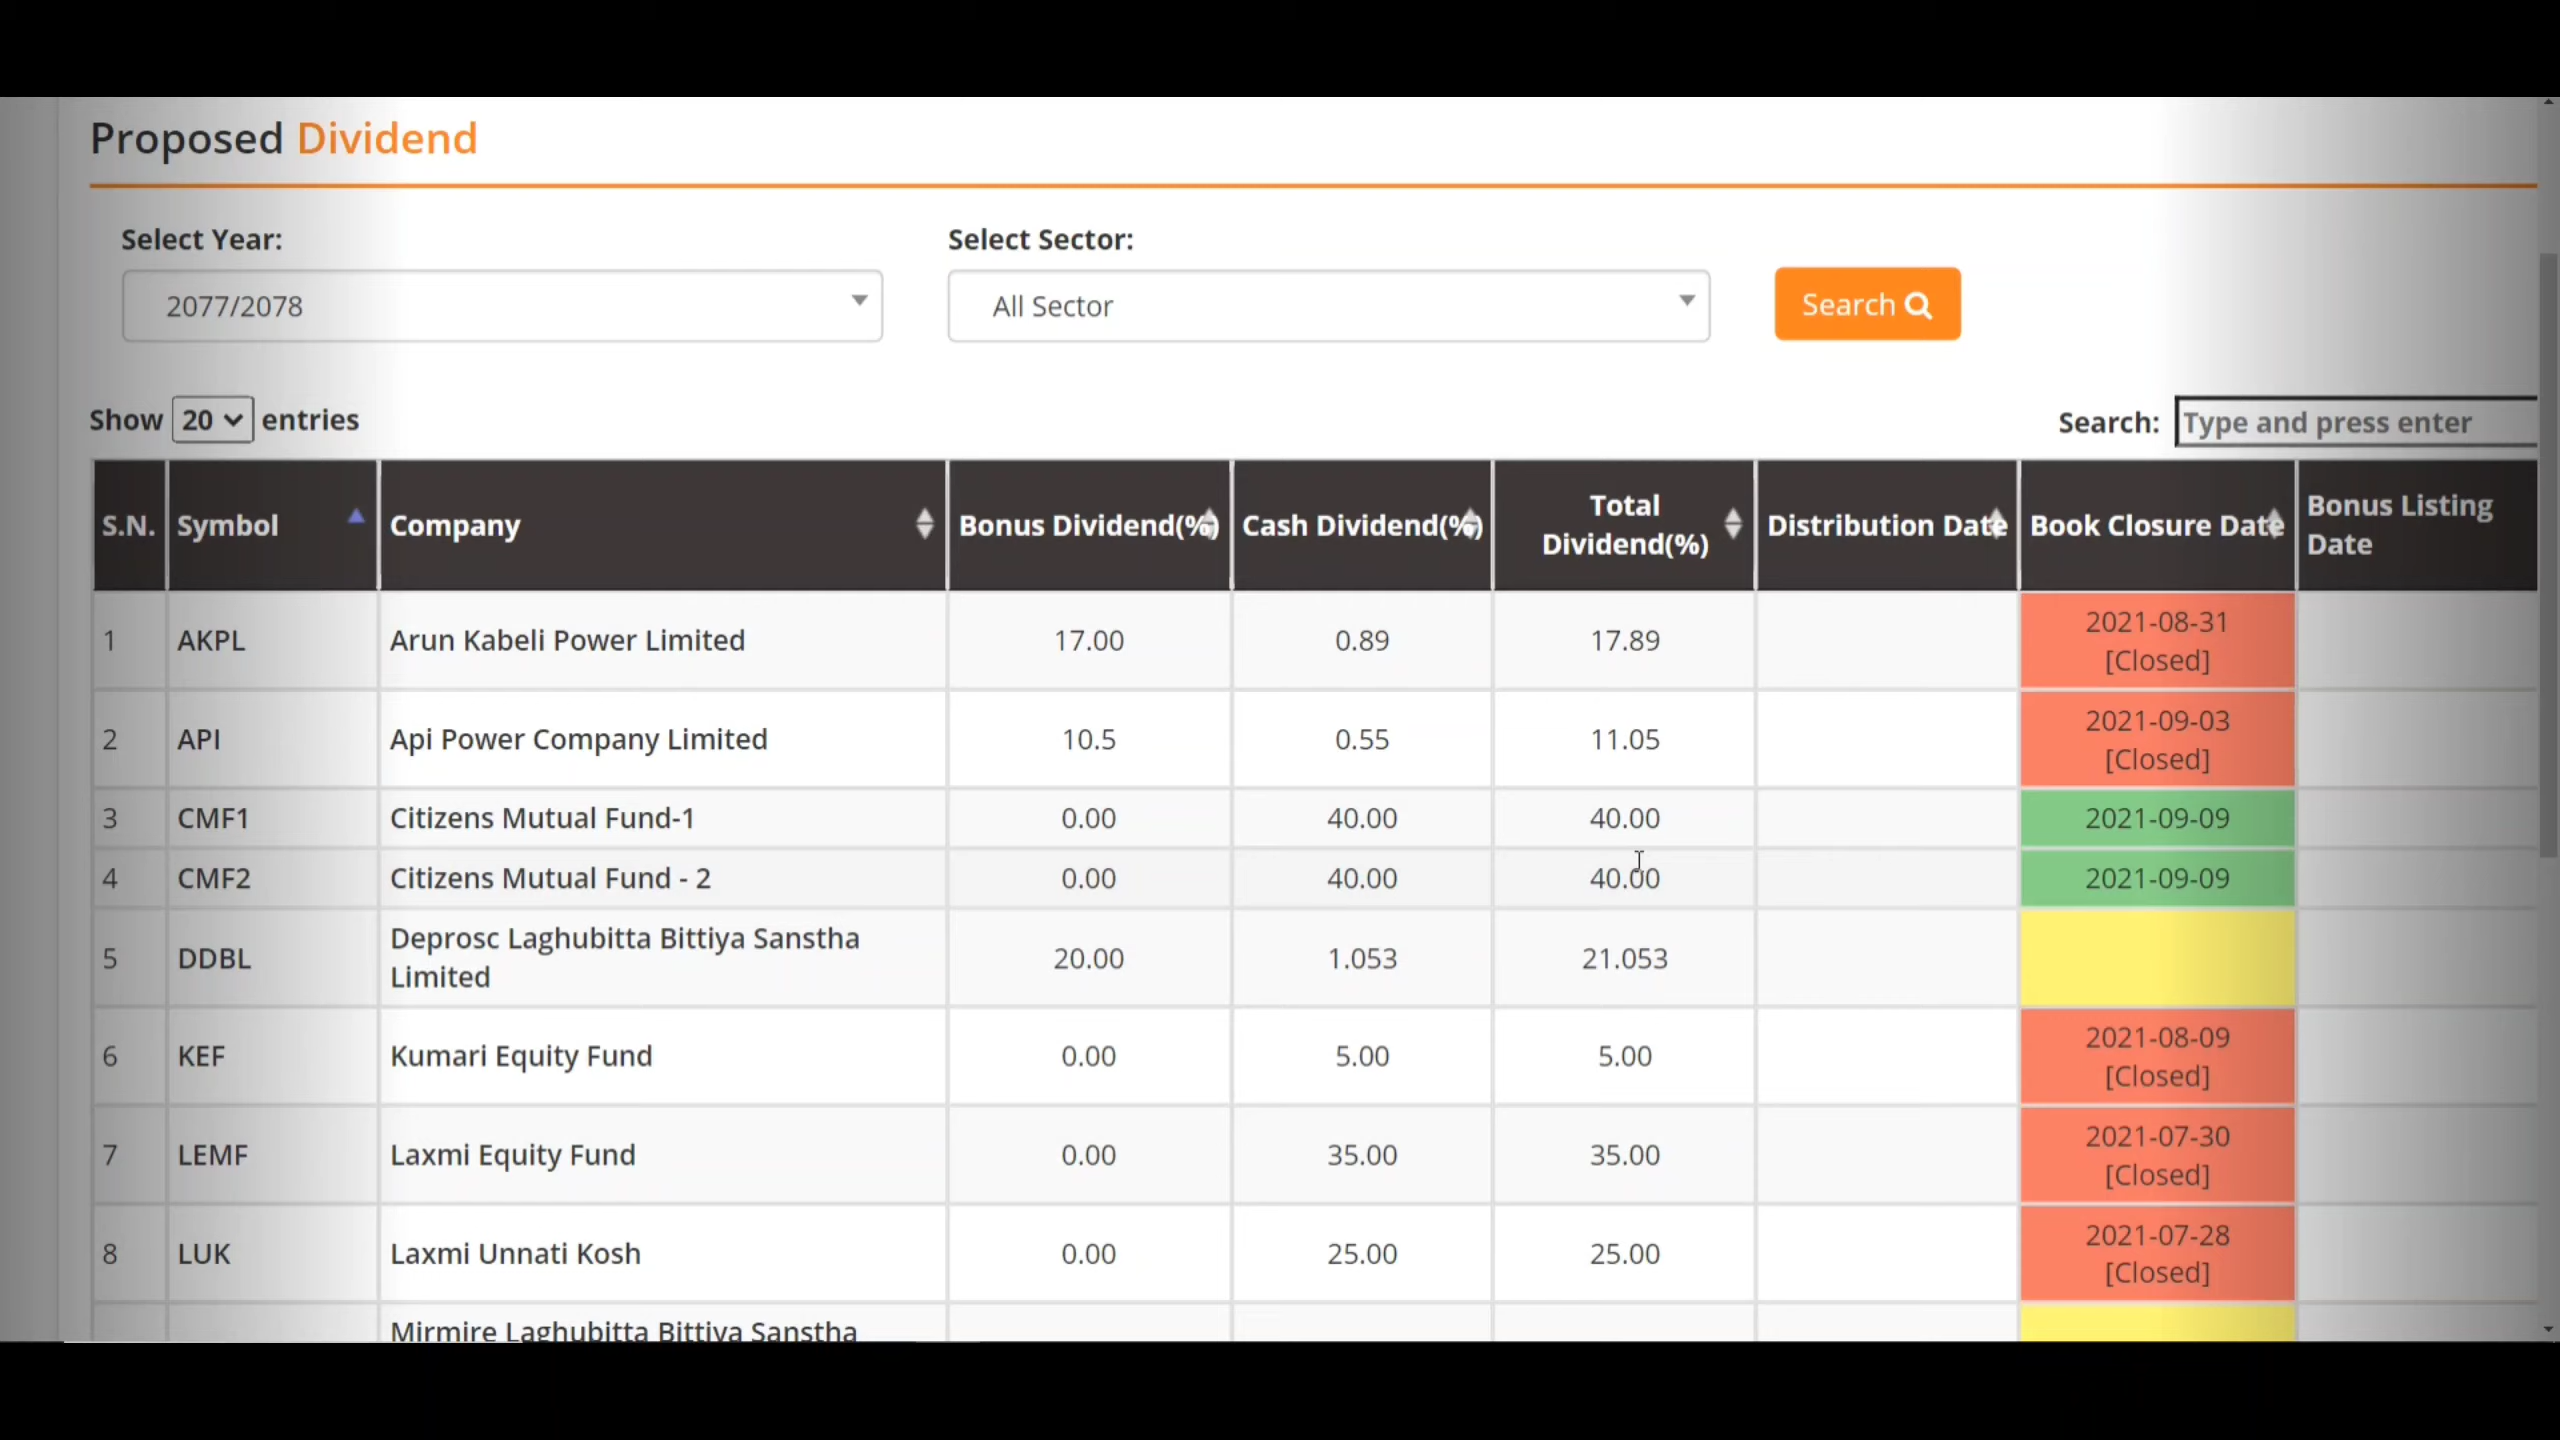 Proposed Dividend
Select Year: Select Sector:
2077/2078 All Sector Search
Show 20 entries Search: Type and press enter
S.N. Symbol Company Bonus Dividend(%) Cash Dividend(%) Total Dividend(%) Distribution Date Book Closure Date Bonus Listing Date
1 AKPL Arun Kabeli Power Limited 17.00 0.89 17.89 2021-08-31 [Closed]
2 API Api Power Company Limited 10.5 0.55 11.05 2021-09-03 [Closed]
3 CMF1 Citizens Mutual Fund-1 0.00 40.00 40.00 2021-09-09
4 CMF2 Citizens Mutual Fund - 2 0.00 40.00 40.00 2021-09-09
5 DDBL Deprosc Laghubitta Bittiya Sanstha Limited 20.00 1.053 21.053
6 KEF Kumari Equity Fund 0.00 5.00 5.00 2021-08-09 [Closed]
7 LEMF Laxmi Equity Fund 0.00 35.00 35.00 2021-07-30 [Closed]
8 LUK Laxmi Unnati Kosh 0.00 25.00 25.00 2021-07-28 [Closed]
Mirmire Laghubitta Bittiya Sanstha